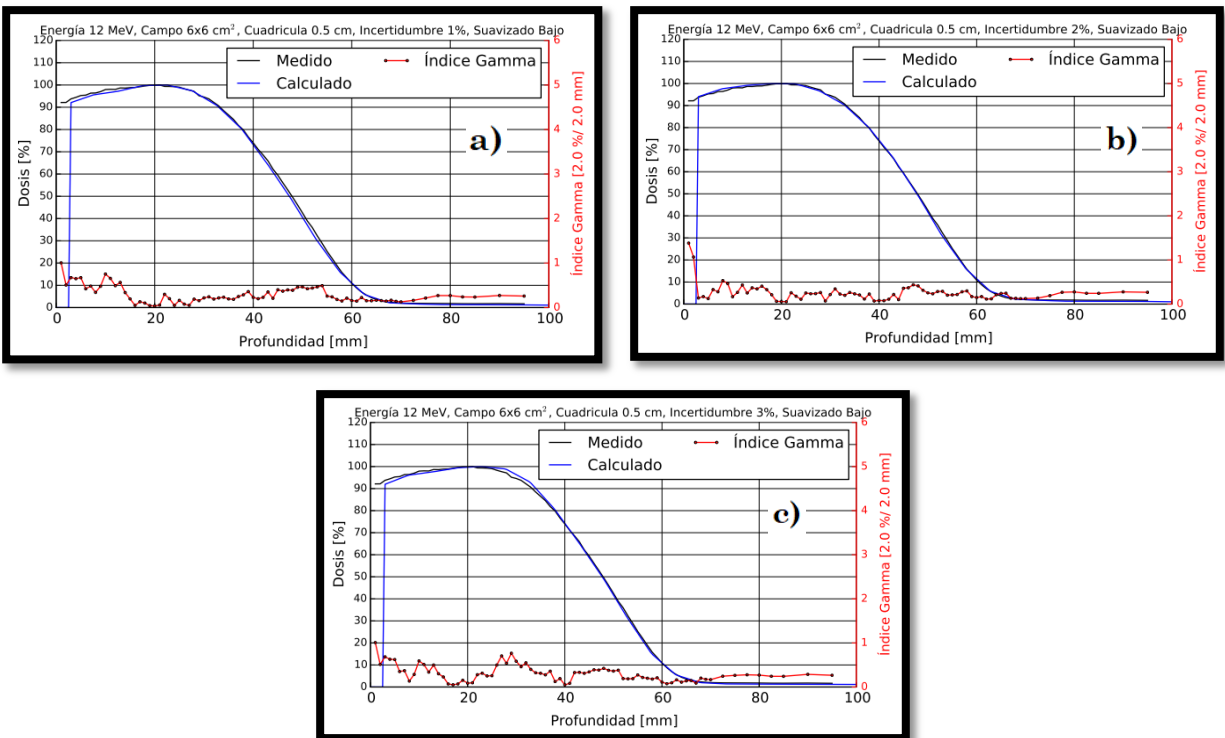 Energía 12 MeV, Campo 6x6 cm², Cuadricula 0.5 cm, Incertidumbre 1%, Suavizado Bajo
Medido
Índice Gamma
Calculado
a)
Dosis [%]
120
110
100
90
80
70
60
50
40
30
20
10
0
6
5
4
3
2
1
0
Índice Gamma [2.0 %/ 2.0 mm]
0 20 40 60 80 100
Profundidad [mm]
Energía 12 MeV, Campo 6x6 cm², Cuadricula 0.5 cm, Incertidumbre 2%, Suavizado Bajo
Medido
Índice Gamma
Calculado
b)
Dosis [%]
120
110
100
90
80
70
60
50
40
30
20
10
0
6
5
4
3
2
1
0
Índice Gamma [2.0 %/ 2.0 mm]
0 20 40 60 80 100
Profundidad [mm]
Energía 12 MeV, Campo 6x6 cm², Cuadricula 0.5 cm, Incertidumbre 3%, Suavizado Bajo
Medido
Índice Gamma
Calculado
c)
Dosis [%]
120
110
100
90
80
70
60
50
40
30
20
10
0
6
5
4
3
2
1
0
Índice Gamma [2.0 %/ 2.0 mm]
0 20 40 60 80 100
Profundidad [mm]